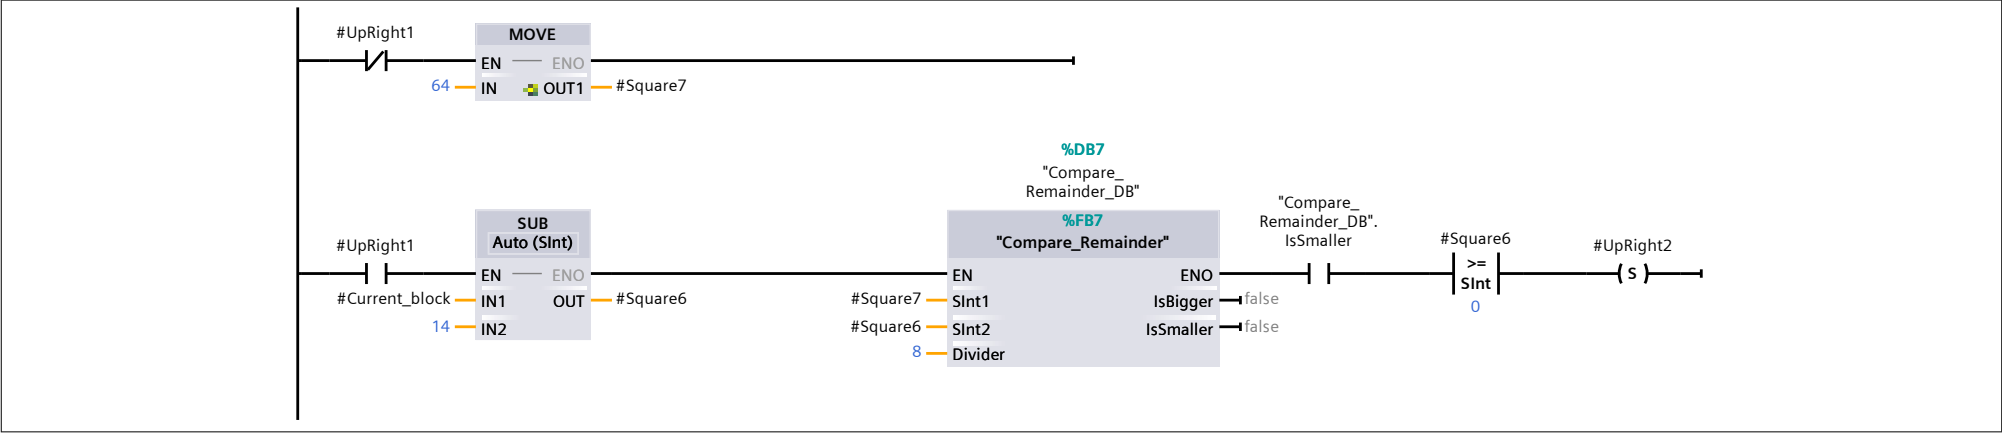 #UpRight1
MOVE
EN
ENO
64
IN
OUT1
#Square7
%DB7
"Compare_
Remainder_DB"
%FB7
"Compare_Remainder"
"Compare_
Remainder_DB".
IsSmaller
#Square6
#UpRight2
#UpRight1
SUB
Auto (SInt)
EN
ENO
EN
ENO
>=
SInt
0
S
#Current_block
IN1
OUT
#Square6
#Square7
SInt1
IsBigger
false
14
IN2
#Square6
SInt2
IsSmaller
false
8
Divider